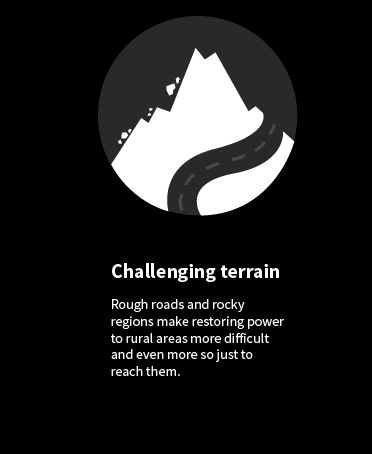 Challenging terrain
Rough roads and rocky
regions make restoring power
to rural areas more difficult
and even more so just to
reach them.